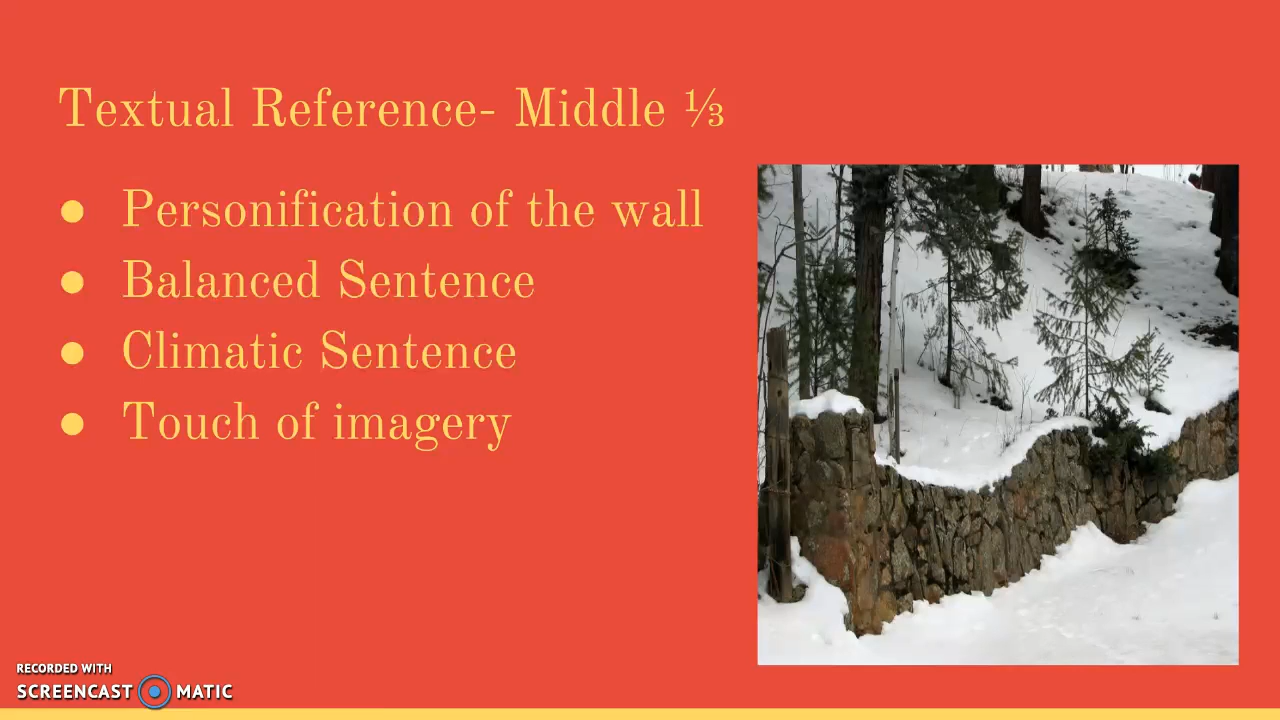 Textual Reference- Middle ⅓
● Personification of the wall
● Balanced Sentence
● Climatic Sentence
● Touch of imagery
RECORDED WITH
SCREENCAST MATIC